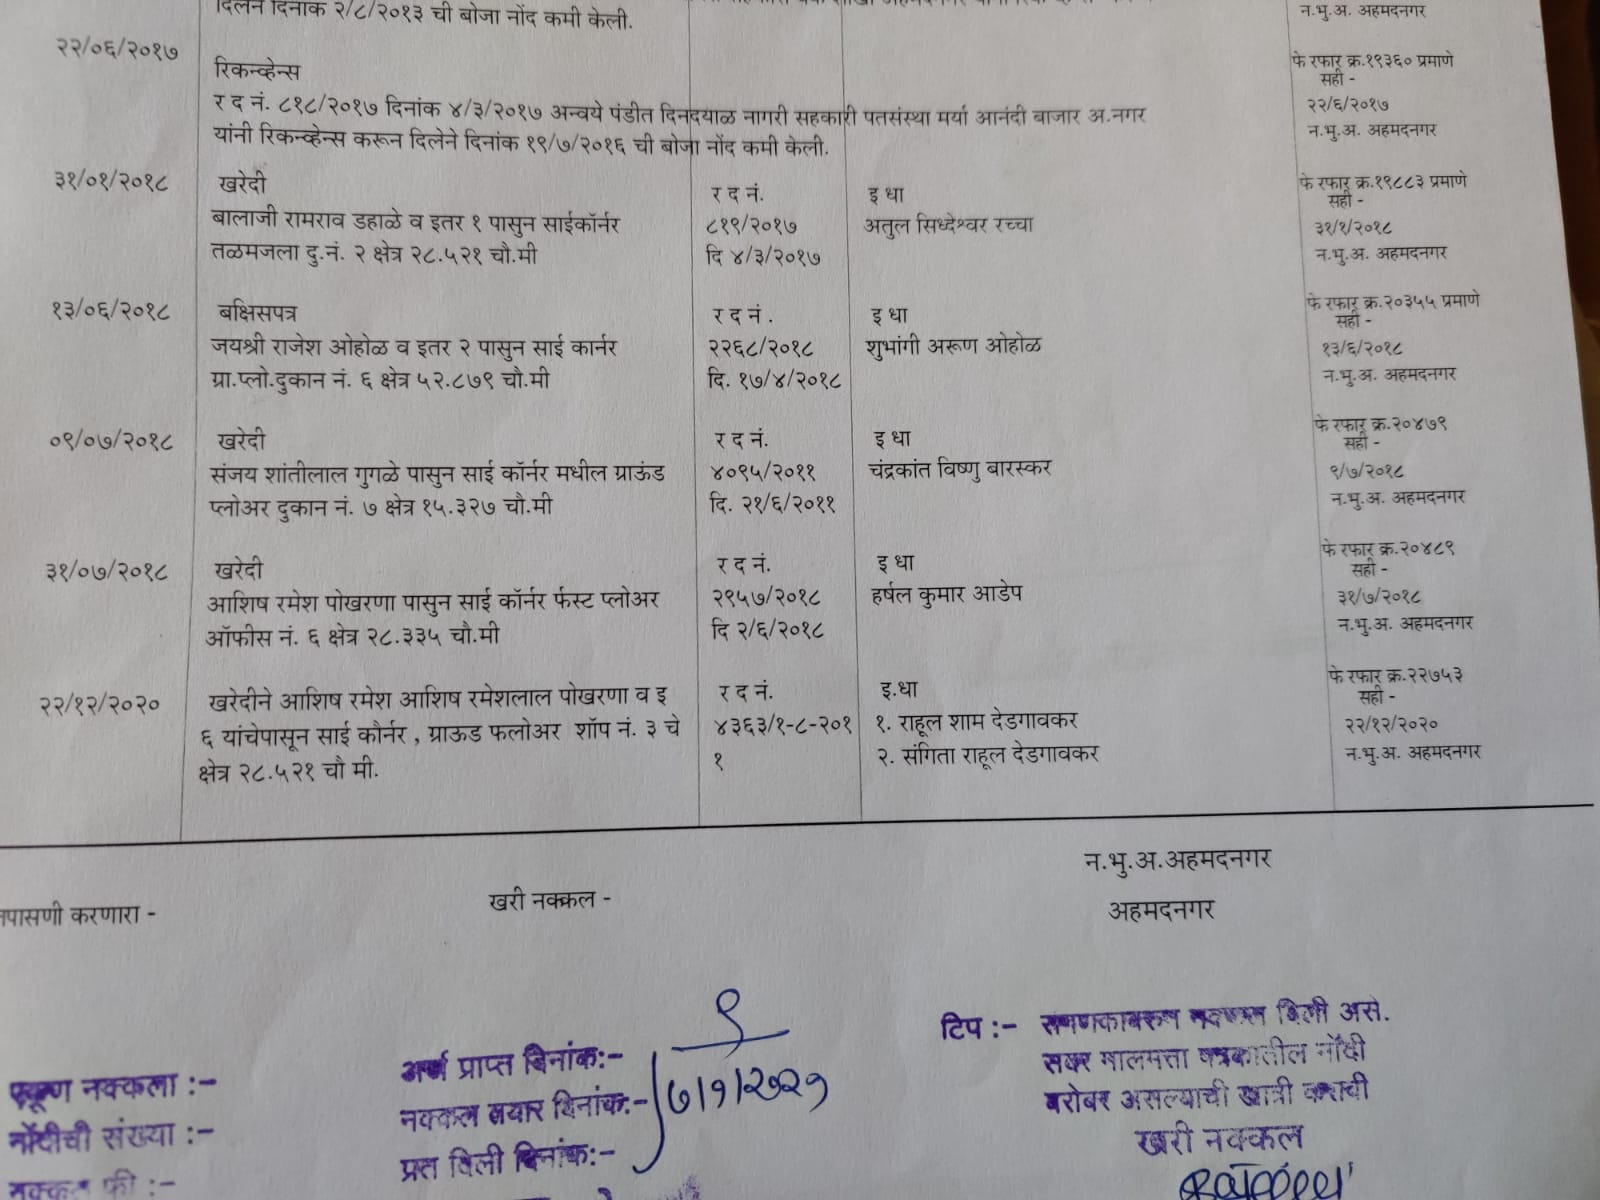 दिलेने दिनांक २/८/२०१३ ची बोजा नोंद कमी केली.
न.भु.अ. अहमदनगर
२२/०६/२०१७
रिकन्व्हेन्स
र द नं. ८१८/२०१७ दिनांक ४/३/२०१७ अन्वये पंडीत दिनदयाळ नागरी सहकारी पतसंस्था मर्या आनंदी बाजार अ.नगर
यांनी रिकन्व्हेन्स करून दिलेने दिनांक १९/७/२०१६ ची बोजा नोंद कमी केली.
फे रफार क्र.१९३६० प्रमाणे
सही -
२२/६/२०१७
न.भु.अ. अहमदनगर
३१/०१/२०१८
खरेदी
बालाजी रामराव डहाळे व इतर १ पासुन साईकॉर्नर
तळमजला दु.नं. २ क्षेत्र २८.५२१ चौ.मी
र द नं.
८१९/२०१७
दि ४/३/२०१७
इ धा
अतुल सिध्देश्वर रच्चा
फे रफार क्र.१९८८३ प्रमाणे
सही -
३१/१/२०१८
न.भु.अ. अहमदनगर
१३/०६/२०१८
बक्षिसपत्र
जयश्री राजेश ओहोळ व इतर २ पासुन साई कार्नर
ग्रा.प्लो.दुकान नं. ६ क्षेत्र ५२.८७९ चौ.मी
र द नं .
२२६८/२०१८
दि. १७/४/२०१८
इ धा
शुभांगी अरूण ओहोळ
फे रफार क्र.२०३५५ प्रमाणे
सही -
१३/६/२०१८
न.भु.अ. अहमदनगर
०९/०७/२०१८
खरेदी
संजय शांतीलाल गुगळे पासुन साई कॉर्नर मधील ग्राऊंड
प्लोअर दुकान नं. ७ क्षेत्र १५.३२७ चौ.मी
र द नं.
४०९५/२०११
दि. २१/६/२०११
इ धा
चंद्रकांत विष्णु बारस्कर
फे रफार क्र.२०४७९
सही -
९/७/२०१८
न.भु.अ. अहमदनगर
३१/०७/२०१८
खरेदी
आशिष रमेश पोखरणा पासुन साई कॉर्नर र्फस्ट प्लोअर
ऑफीस नं. ६ क्षेत्र २८.३३५ चौ.मी
र द नं.
२९५७/२०१८
दि २/६/२०१८
इ धा
हर्षल कुमार आडेप
फे रफार क्र.२०४८९
सही -
३१/७/२०१८
न.भु.अ. अहमदनगर
२२/१२/२०२०
खरेदीने आशिष रमेश आशिष रमेशलाल पोखरणा व इ
६ यांचेपासून साई कौर्नर , ग्राऊड फलोअर शॉप नं. ३ चे
क्षेत्र २८.५२१ चौ मी.
र द नं.
४३६३/१-८-२०१
१
इ.धा
१. राहूल शाम देडगावकर
२. संगिता राहूल देडगावकर
फे रफार क्र.२२७५३
सही -
२२/१२/२०२०
न.भु.अ. अहमदनगर
न.भु.अ.अहमदनगर
अहमदनगर
खरी नक्कल -
तपासणी करणारा -
टिप :- संगणकावरून नक्कल दिली असे.
सदर मालमत्ता पत्रकातील नोंदी
बरोबर असल्याची खात्री करावी
खरी नक्कल
अर्ज प्राप्त दिनांक:-
नक्कल तयार दिनांक:- ७/१/२०२१
प्रत दिली दिनांक:-
एकूण नक्कला :-
नोंदीची संख्या :-
नक्कल फी :-